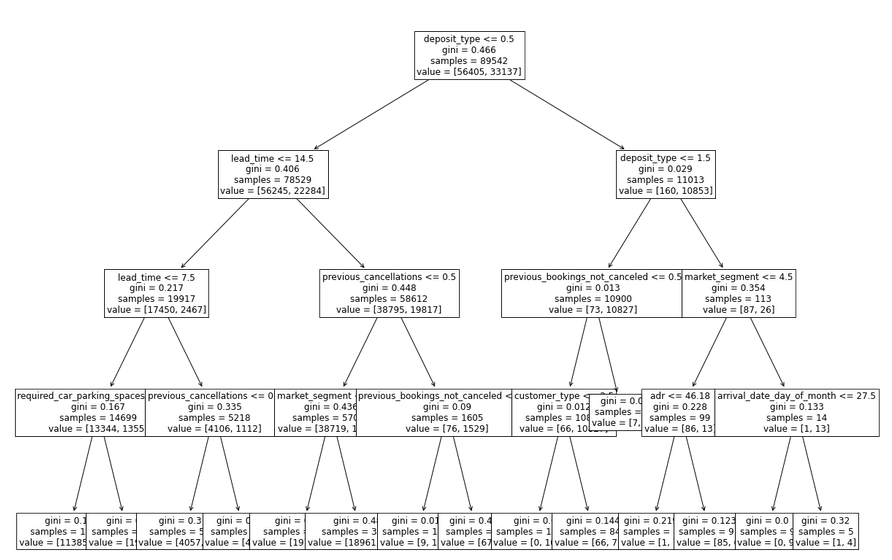 deposit_type <= 0.5
gini = 0.466
samples = 89542
value = [56405, 33137]
lead_time <= 14.5
gini = 0.406
samples = 78529
value = [56245, 22284]
deposit_type <= 1.5
gini = 0.029
samples = 11013
value = [160, 10853]
lead_time <= 7.5
gini = 0.217
samples = 19917
value = [17450, 2467]
previous_cancellations <= 0.5
gini = 0.448
samples = 58612
value = [38795, 19817]
previous_bookings_not_canceled <= 0.5
gini = 0.013
samples = 10900
value = [73, 10827]
market_segment <= 4.5
gini = 0.354
samples = 113
value = [87, 26]
required_car_parking_spaces
gini = 0.167
samples = 14699
value = [13344, 1355
previous_cancellations <= 0
gini = 0.335
samples = 5218
value = [4106, 1112]
market_segment
gini = 0.436
samples = 570
value = [38719, 1
previous_bookings_not_canceled <
gini = 0.09
samples = 1605
value = [76, 1529]
customer_type <
gini = 0.012
samples = 108
value = [66, 10
gini = 0.0
samples =
value = [7,
adr <= 46.18
gini = 0.228
samples = 99
value = [86, 13
arrival_date_day_of_month <= 27.5
gini = 0.133
samples = 14
value = [1, 13]
gini = 0.1
samples = 1
value = [11385
gini =
samples =
value = [19
gini = 0.3
samples = 5
value = [4057,
gini = 0
samples =
value = [4
gini =
samples =
value = [19
gini = 0.4
samples = 3
value = [18961
gini = 0.01
samples = 1
value = [9, 1
gini = 0.4
samples =
value = [67
gini = 0.
samples = 1
value = [0, 1
gini = 0.144
samples = 84
value = [66, 7
gini = 0.21
samples =
value = [1,
gini = 0.123
samples =
value = [85,
gini = 0.0
samples =
value = [0, 9
gini = 0.32
samples = 5
value = [1, 4]